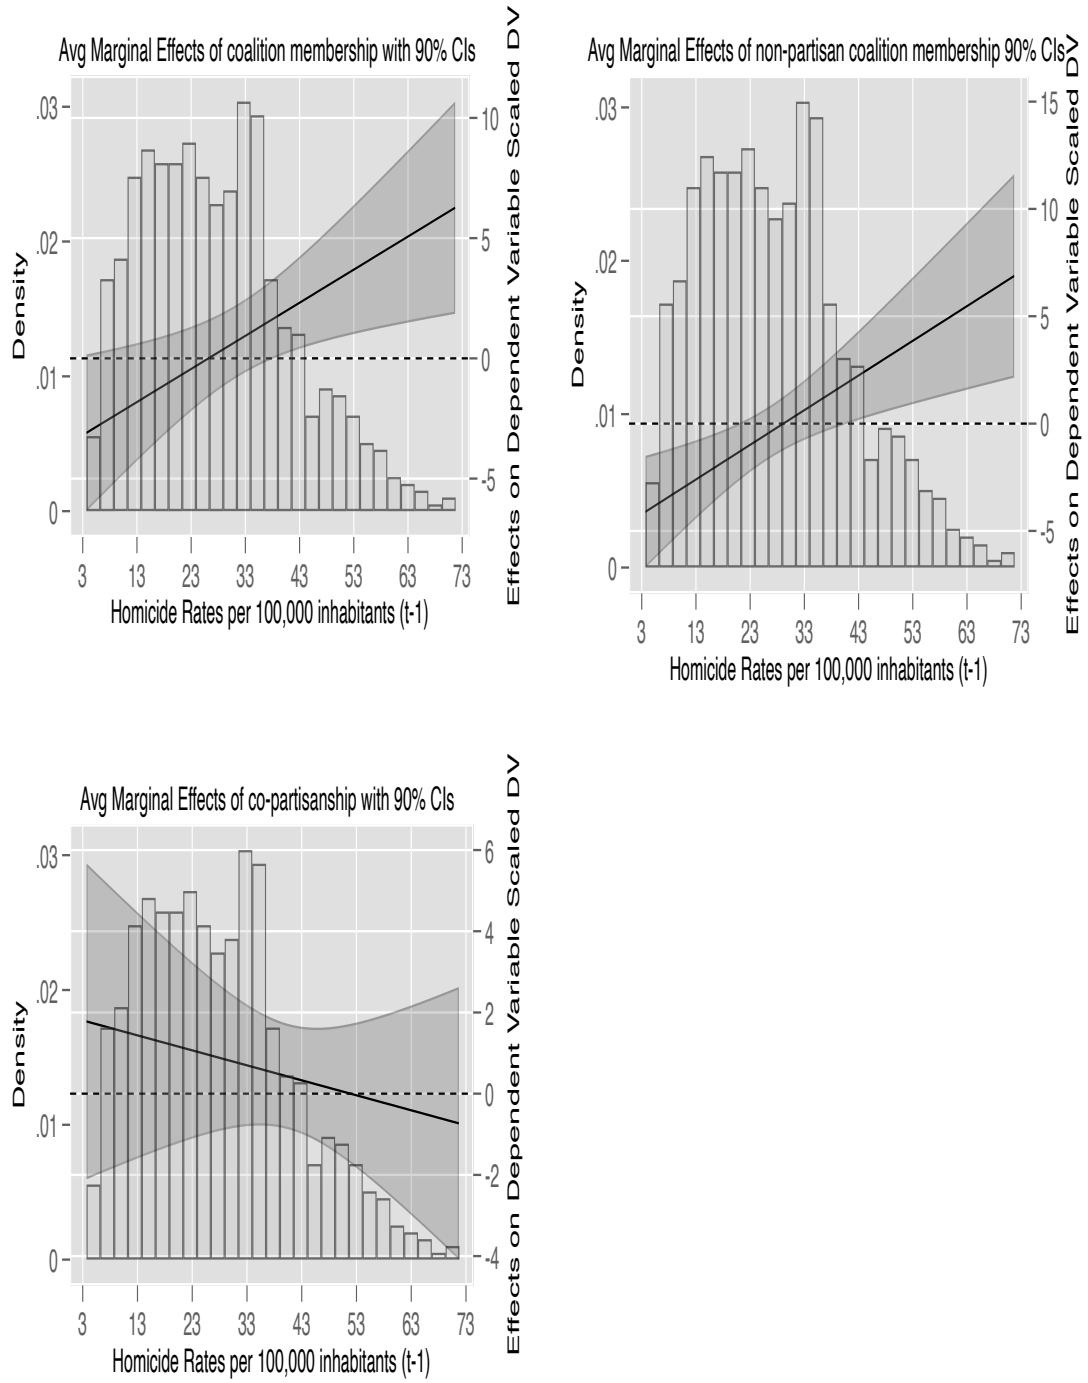 Avg Marginal Effects of coalition membership with 90% CIs
.03
.02
.01
0
Density
10
5
0
-5
Effects on Dependent Variable Scaled DV
3 13 23 33 43 53 63 73
Homicide Rates per 100,000 inhabitants (t-1)
Avg Marginal Effects of non-partisan coalition membership 90% CIs
.03
.02
.01
0
Density
15
10
5
0
-5
Effects on Dependent Variable Scaled DV
3 13 23 33 43 53 63 73
Homicide Rates per 100,000 inhabitants (t-1)
Avg Marginal Effects of co-partisanship with 90% CIs
.03
.02
.01
0
Density
6
4
2
0
-2
-4
Effects on Dependent Variable Scaled DV
3 13 23 33 43 53 63 73
Homicide Rates per 100,000 inhabitants (t-1)